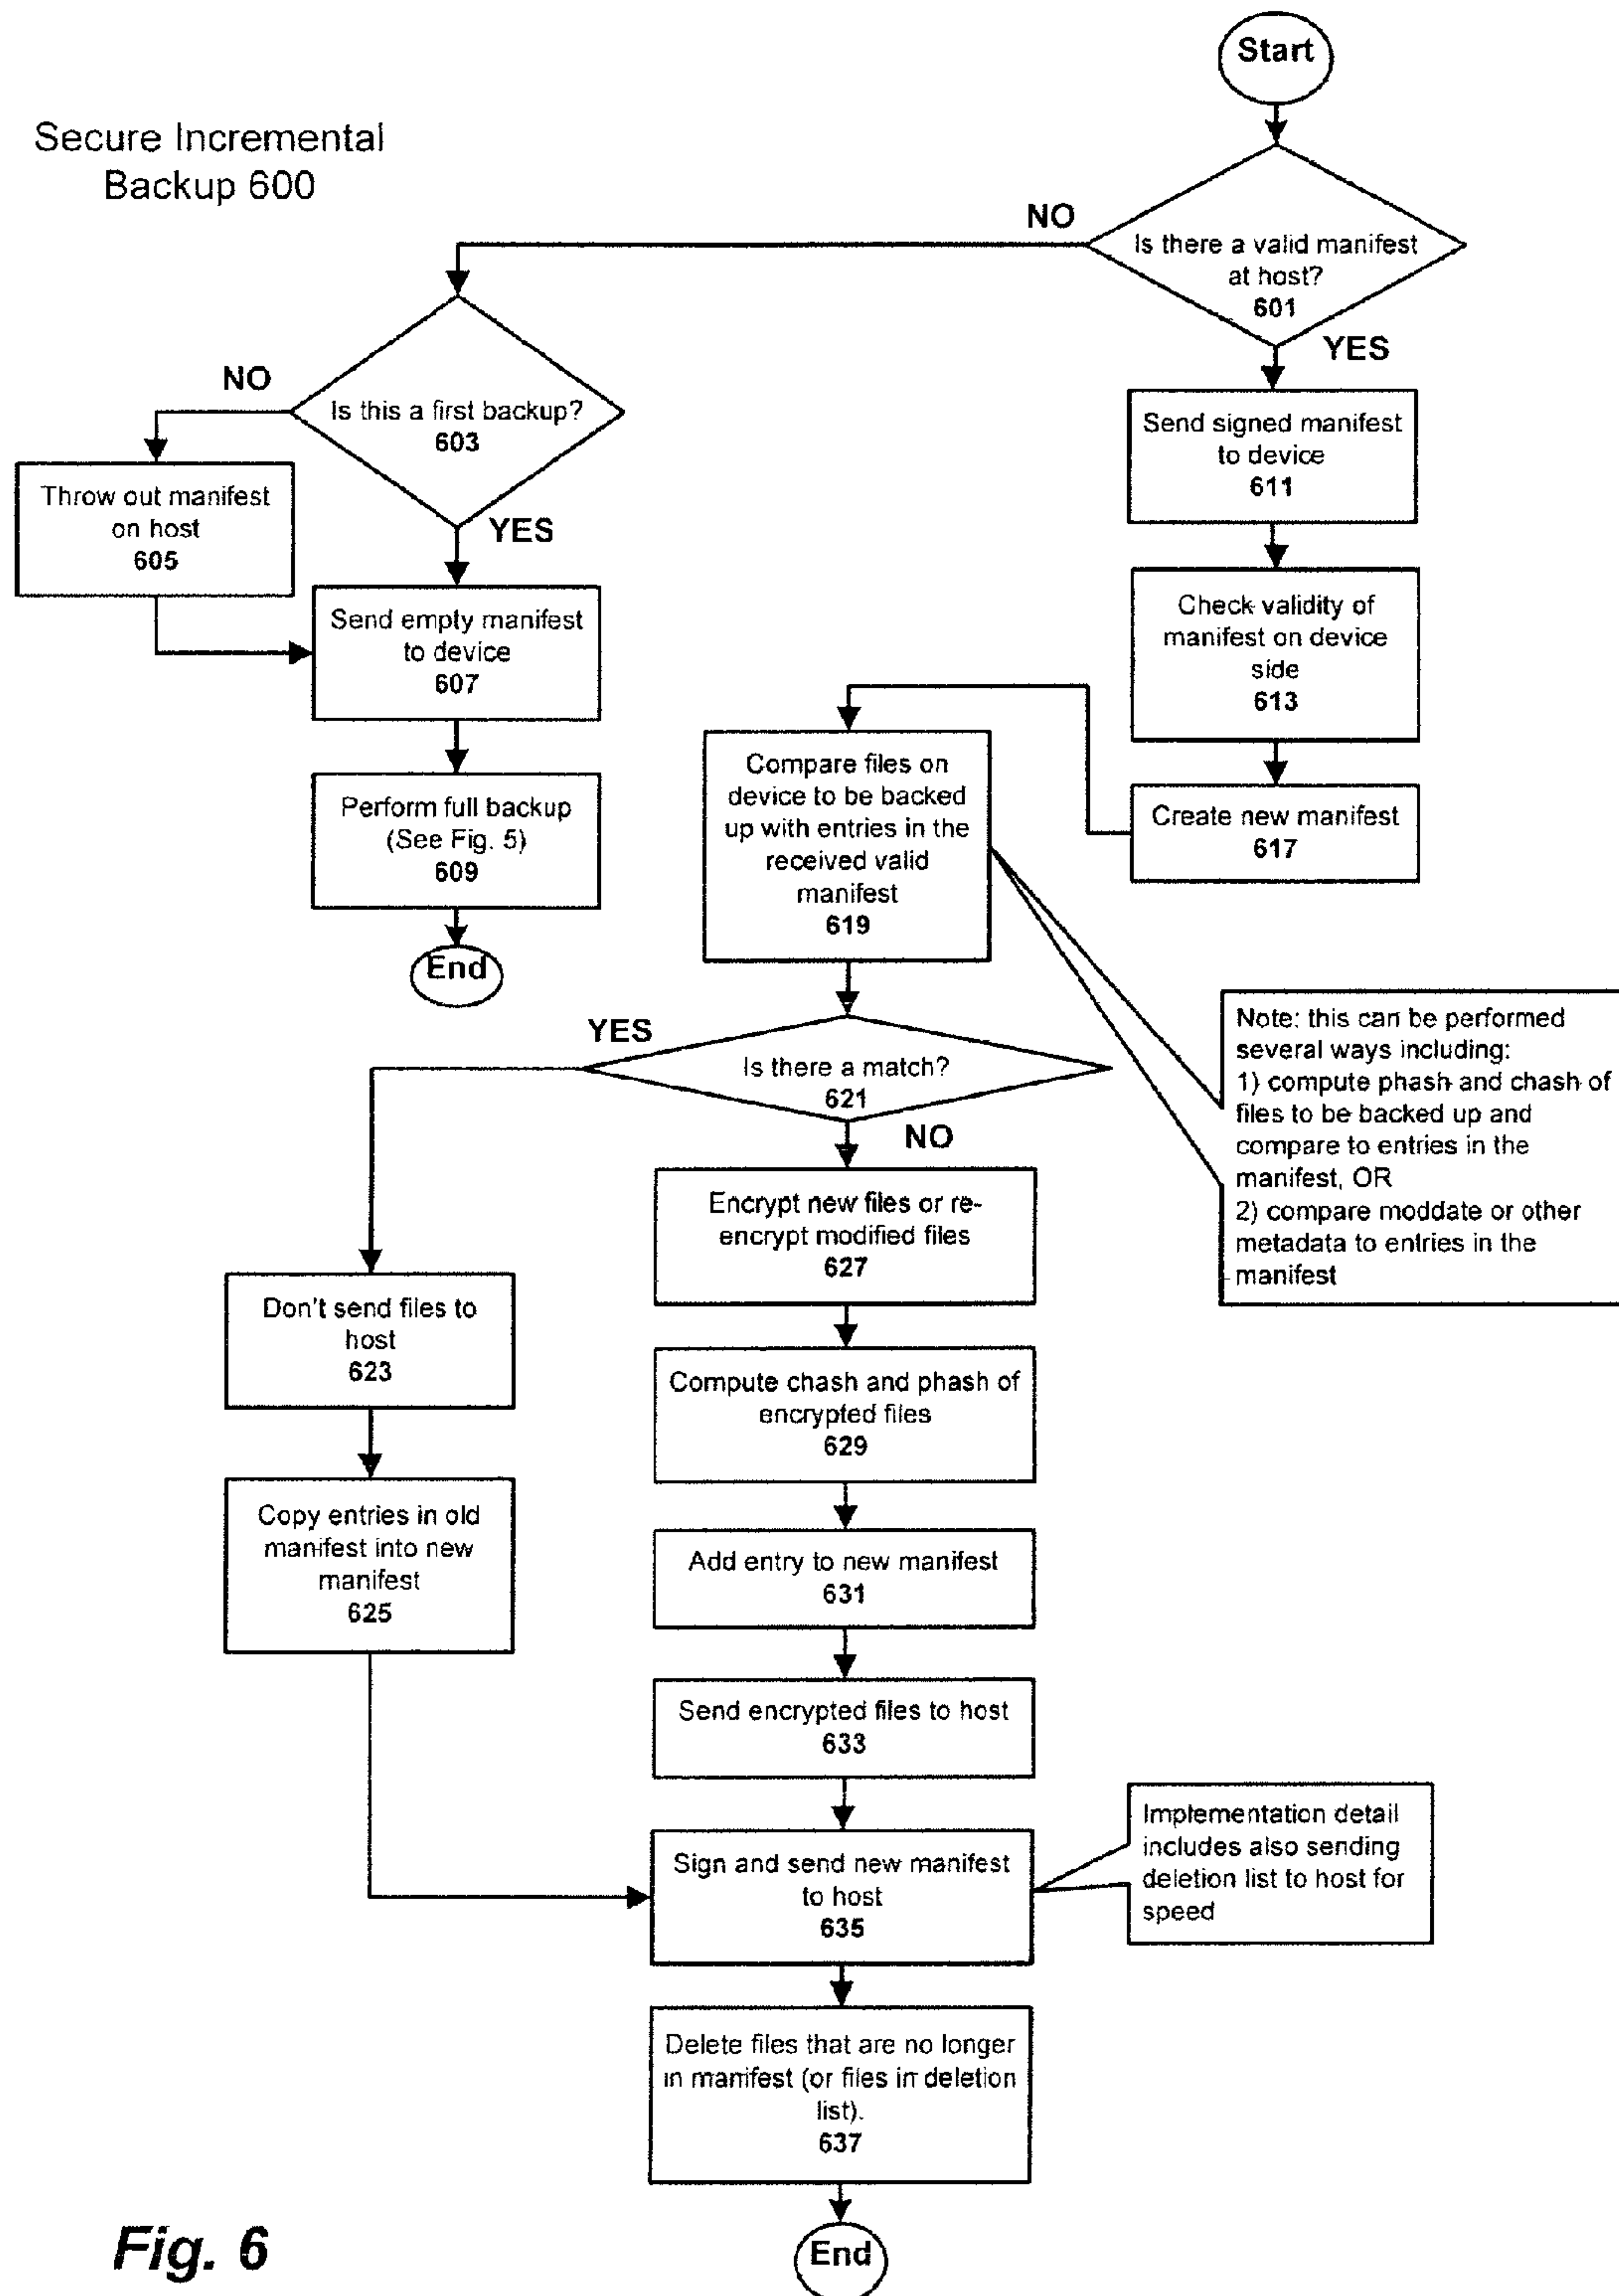 Start
Secure Incremental
Backup 600
NO
Is there a valid manifest
at host?
601
YES
NO
Is this a first backup?
603
YES
Throw out manifest
on host
605
Send empty manifest
to device
607
Perform full backup
(See Fig. 5)
609
End
Send signed manifest
to device
611
Check validity of
manifest on device
side
613
Create new manifest
617
Compare files on
device to be backed
up with entries in the
received valid
manifest
619
Note: this can be performed
several ways including:
1) compute phash and chash of
files to be backed up and
compare to entries in the
manifest, OR
2) compare moddate or other
metadata to entries in the
manifest
YES
Is there a match?
621
NO
Don't send files to
host
623
Copy entries in old
manifest into new
manifest
625
Encrypt new files or re-
encrypt modified files
627
Compute chash and phash of
encrypted files
629
Add entry to new manifest
631
Send encrypted files to host
633
Sign and send new manifest
to host
635
Implementation detail
includes also sending
deletion list to host for
speed
Delete files that are no longer
in manifest (or files in deletion
list).
637
End
Fig. 6